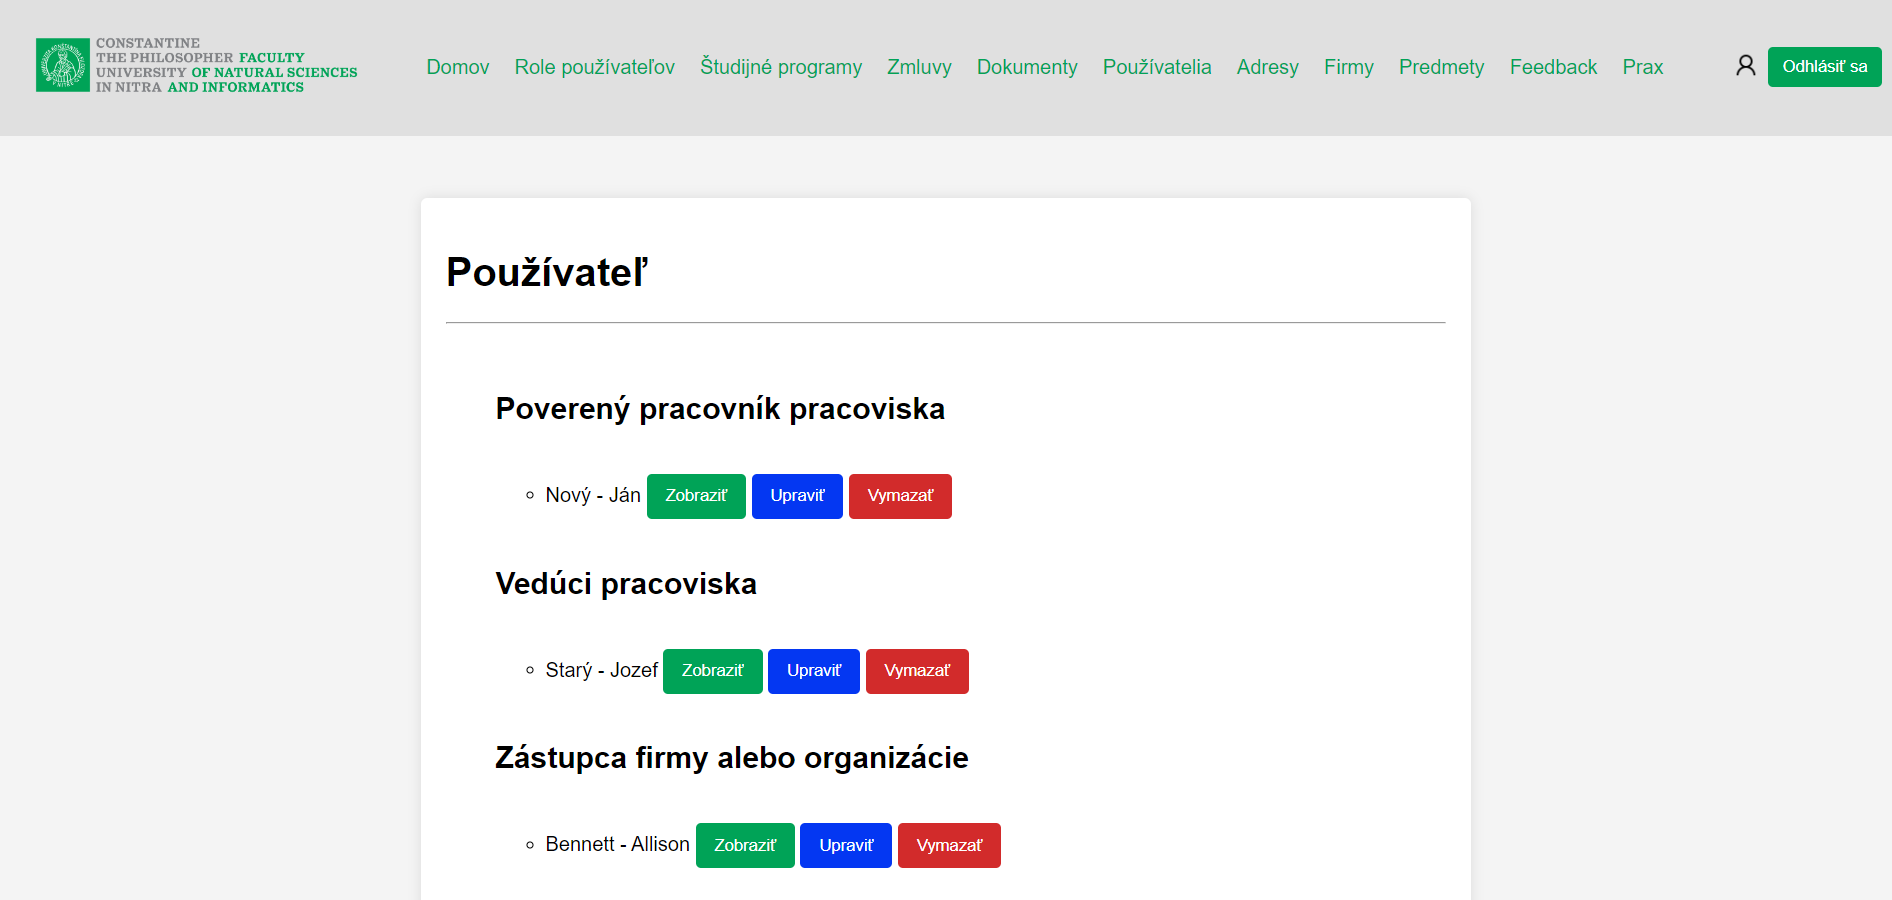 CONSTANTINE
THE PHILOSOPHER FACULTY
UNIVERSITY OF NATURAL SCIENCES
IN NITRA AND INFORMATICS
Domov Role používateľov Študijné programy Zmluvy Dokumenty Používatelia Adresy Firmy Predmety Feedback Prax Odhlásiť sa
Používateľ
Poverený pracovník pracoviska
Nový - Ján Zobraziť Upraviť Vymazať
Vedúci pracoviska
Starý - Jozef Zobraziť Upraviť Vymazať
Zástupca firmy alebo organizácie
Bennett - Allison Zobraziť Upraviť Vymazať